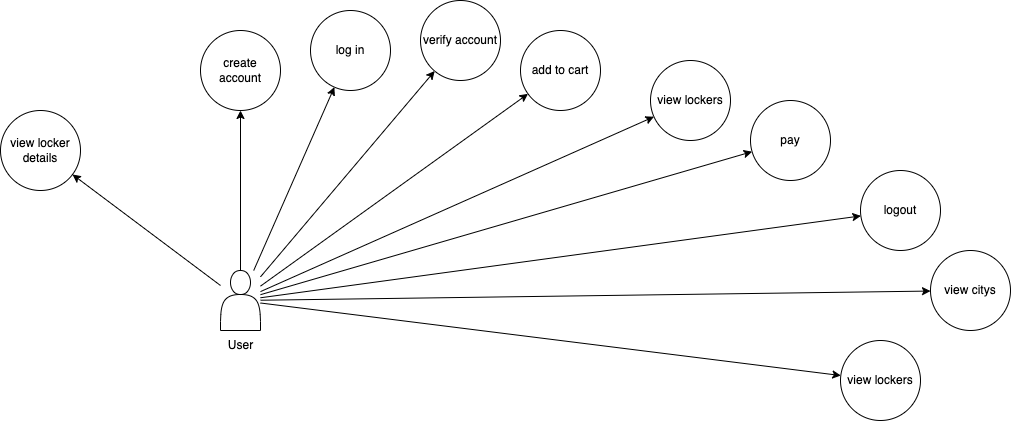 verify account
log in
create
account
add to cart
view lockers
pay
view locker
details
logout
view citys
User
view lockers